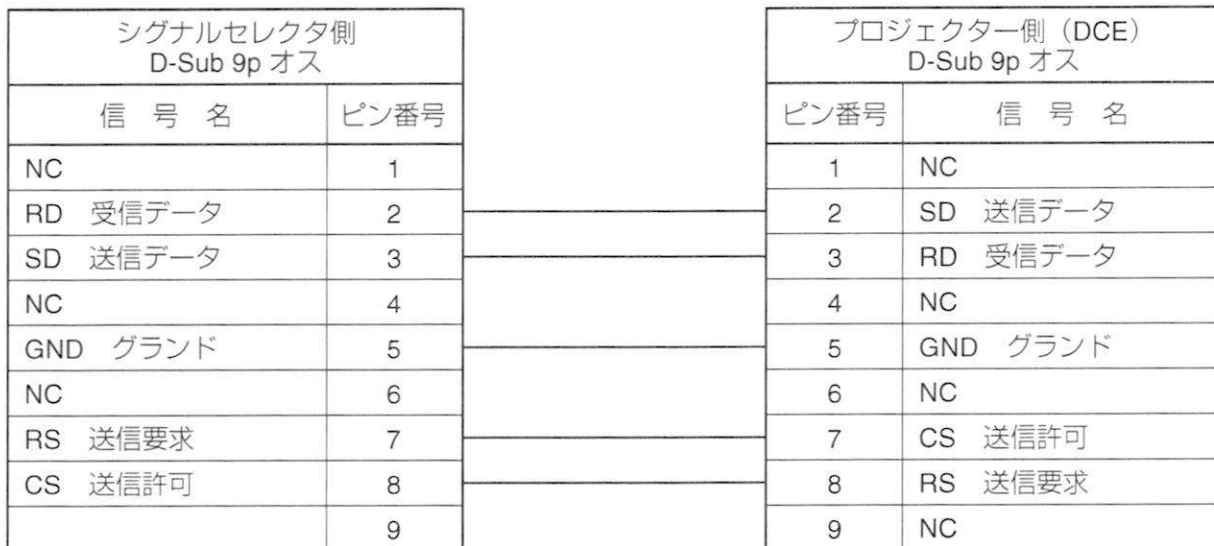 シグナルセレクタ側
D-Sub 9p オス
信 号 名 ピン番号
NC 1
RD 受信データ 2
SD 送信データ 3
NC 4
GND グランド 5
NC 6
RS 送信要求 7
CS 送信許可 8
9
プロジェクター側（DCE）
D-Sub 9p オス
ピン番号 信 号 名
1 NC
2 SD 送信データ
3 RD 受信データ
4 NC
5 GND グランド
6 NC
7 CS 送信許可
8 RS 送信要求
9 NC